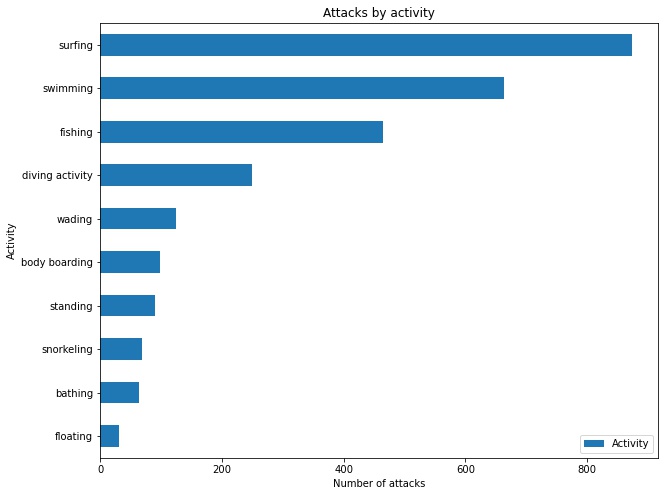 Attacks by activity
surfing
swimming
fishing
diving activity
wading
body boarding
standing
snorkeling
bathing
floating
Activity
Activity
0 200 400 600 800
Number of attacks